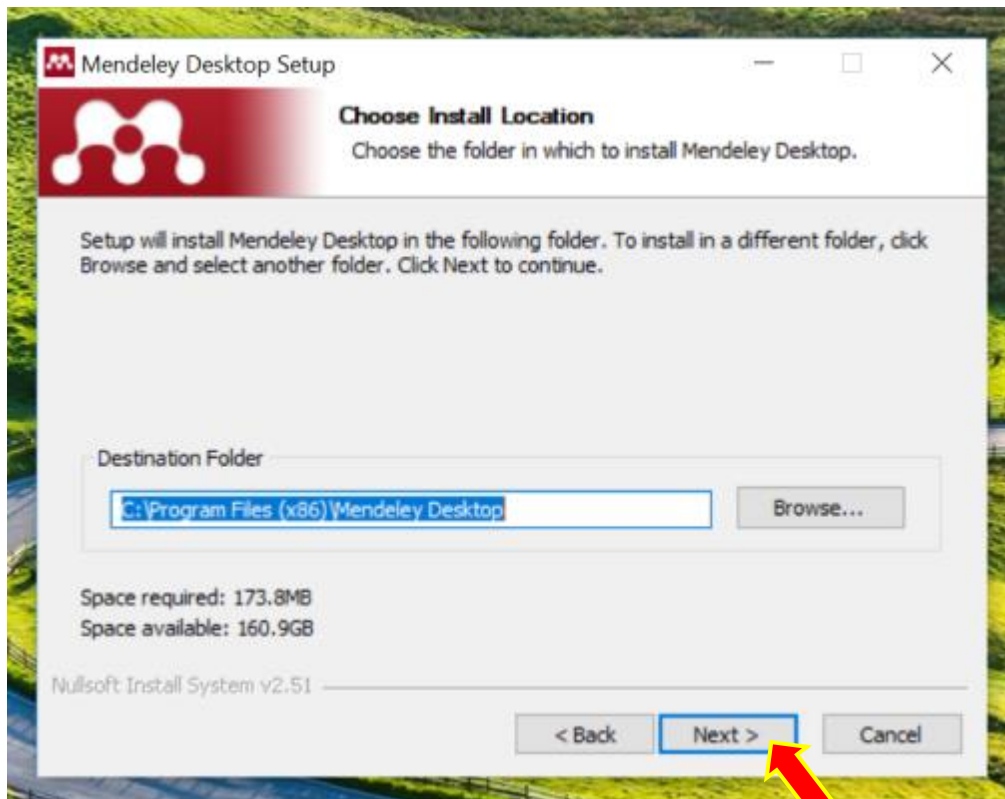 Mendeley Desktop Setup
Choose Install Location
Choose the folder in which to install Mendeley Desktop.
Setup will install Mendeley Desktop in the following folder. To install in a different folder, click
Browse and select another folder. Click Next to continue.
Destination Folder
C:\Program Files (x86)\Mendeley Desktop
Browse...
Space required: 173.8MB
Space available: 160.9GB
Nullsoft Install System v2.51
< Back
Next >
Cancel